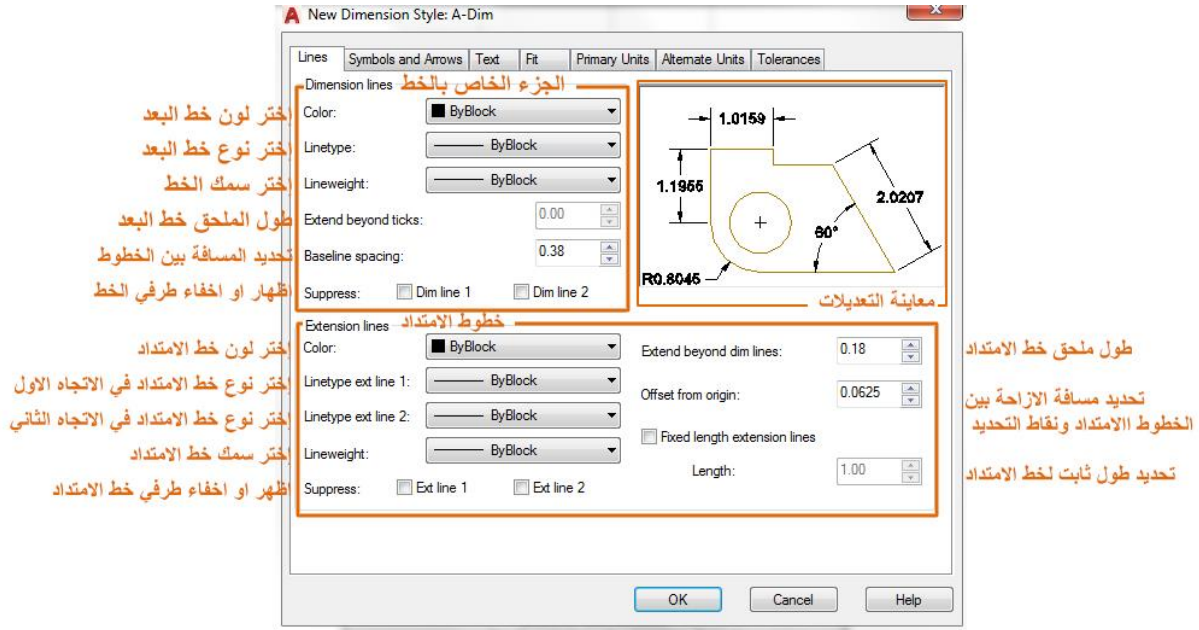 New Dimension Style: A-Dim
Lines Symbols and Arrows Text Fit Primary Units Alternate Units Tolerances
Dimension lines الجزء الخاص بالخط
إختر لون خط البعد Color: ByBlock
إختر نوع خط البعد Linetype: ByBlock
إختر سمك الخط Lineweight: ByBlock
طول الملحق خط البعد Extend beyond ticks: 0.00
تحديد المسافة بين الخطوط Baseline spacing: 0.38
اظهار او اخفاء طرفي الخط Suppress: Dim line 1 Dim line 2
1.0159
1.1955
2.0207
60°
R0.8045
معاينة التعديلات
Extension lines خطوط الامتداد
إختر لون خط الامتداد Color: ByBlock
إختر نوع خط الامتداد في الاتجاه الاول Linetype ext line 1: ByBlock
إختر نوع خط الامتداد في الاتجاه الثاني Linetype ext line 2: ByBlock
إختر سمك خط الامتداد Lineweight: ByBlock
اظهر او اخفاء طرفي خط الامتداد Suppress: Ext line 1 Ext line 2
Extend beyond dim lines: 0.18 طول ملحق خط الامتداد
Offset from origin: 0.0625 تحديد مسافة الازاحة بين
الخطوط االامتداد ونقاط التحديد
Fixed length extension lines
Length: 1.00 تحديد طول ثابت لخط الامتداد
OK Cancel Help